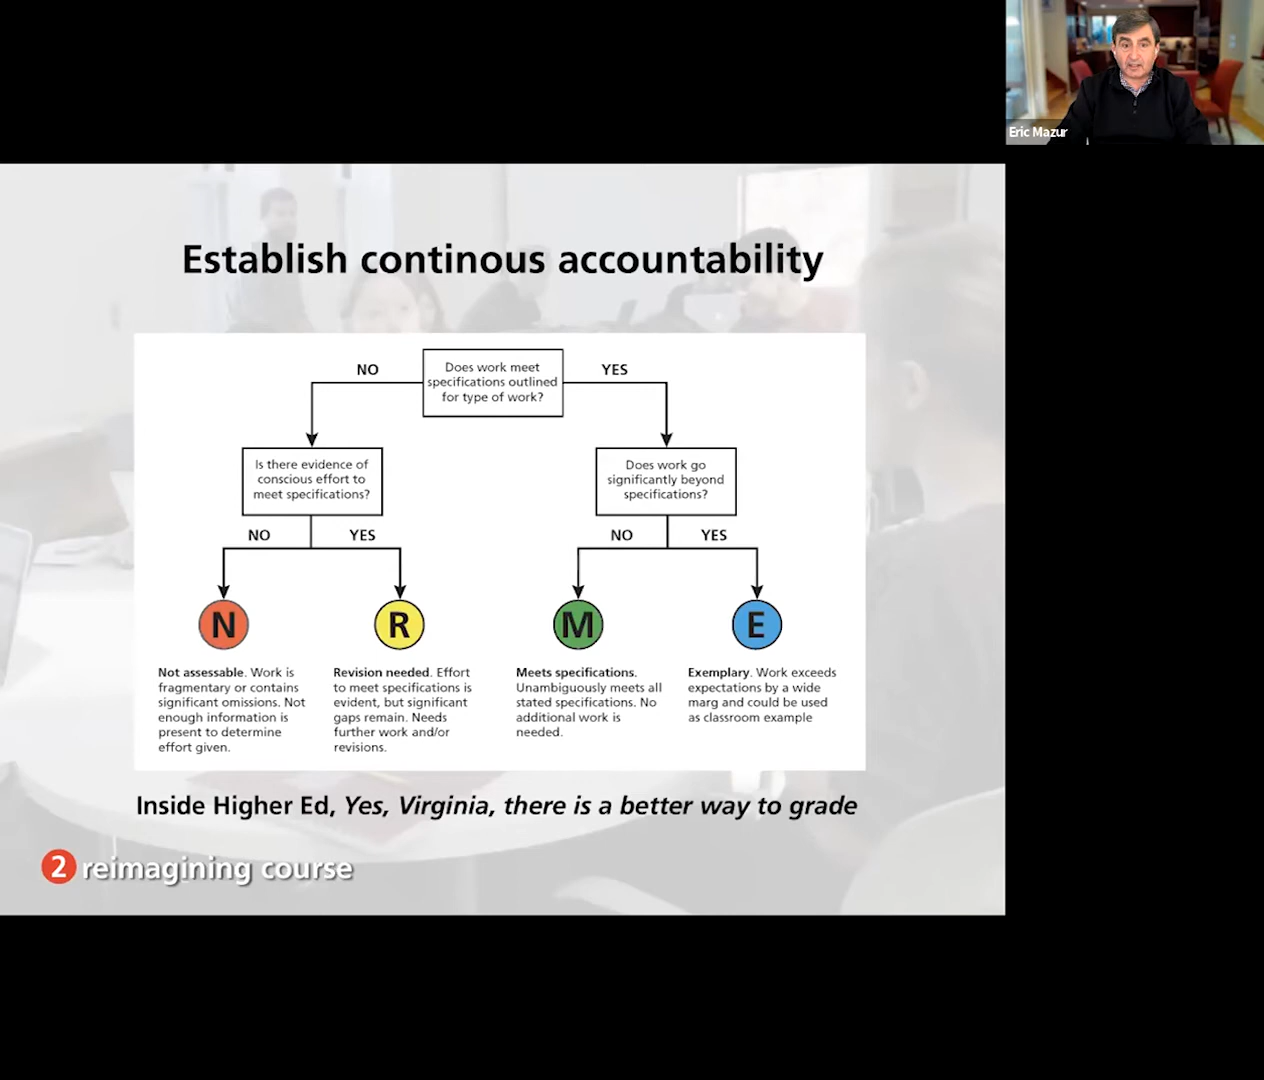 Eric Mazur
Establish continous accountability
Does work meet
specifications outlined
for type of work?
NO
YES
Is there evidence of
conscious effort to
meet specifications?
Does work go
significantly beyond
specifications?
NO
YES
NO
YES
N
R
M
E
Not assessable. Work is
fragmentary or contains
significant omissions. Not
enough information is
present to determine
effort given.
Revision needed. Effort
to meet specifications is
evident, but significant
gaps remain. Needs
further work and/or
revisions.
Meets specifications.
Unambiguously meets all
stated specifications. No
additional work is
needed.
Exemplary. Work exceeds
expectations by a wide
marg and could be used
as classroom example
Inside Higher Ed, Yes, Virginia, there is a better way to grade
2 reimagining course